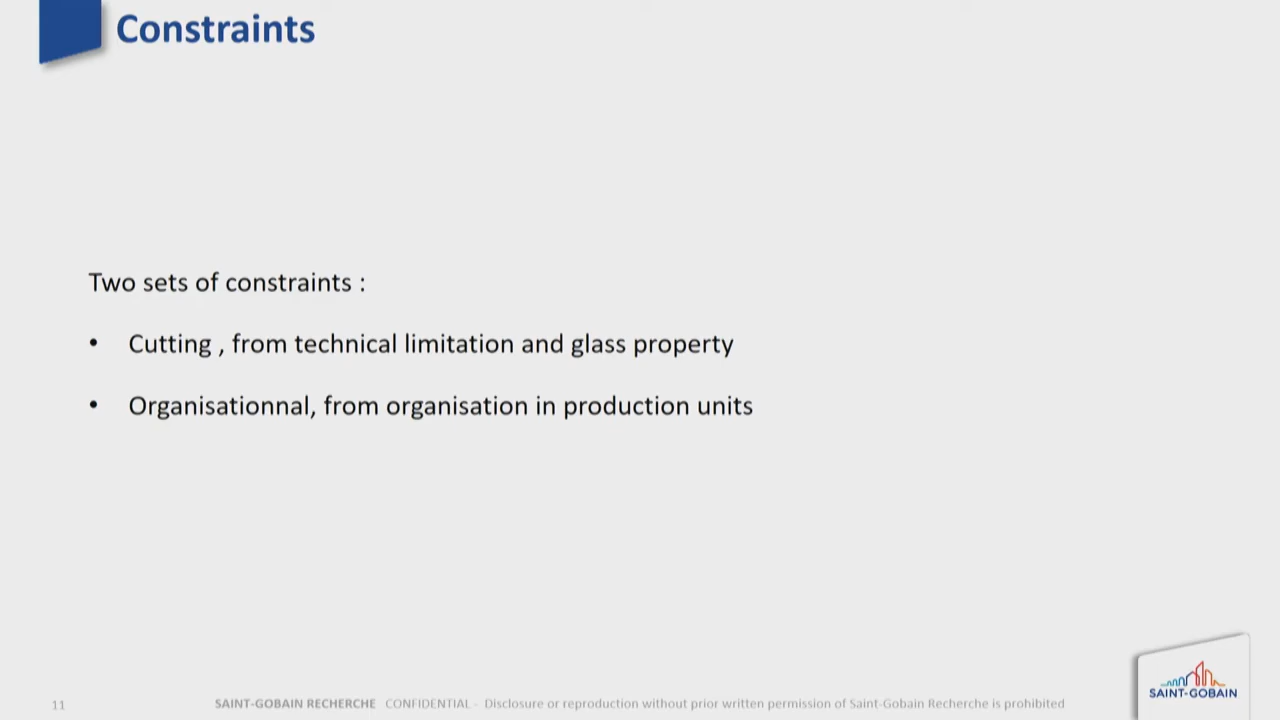 Constraints
Two sets of constraints :
• Cutting , from technical limitation and glass property
• Organisationnal, from organisation in production units
11
SAINT-GOBAIN RECHERCHE CONFIDENTIAL - Disclosure or reproduction without prior written permission of Saint-Gobain Recherche is prohibited
SAINT-GOBAIN